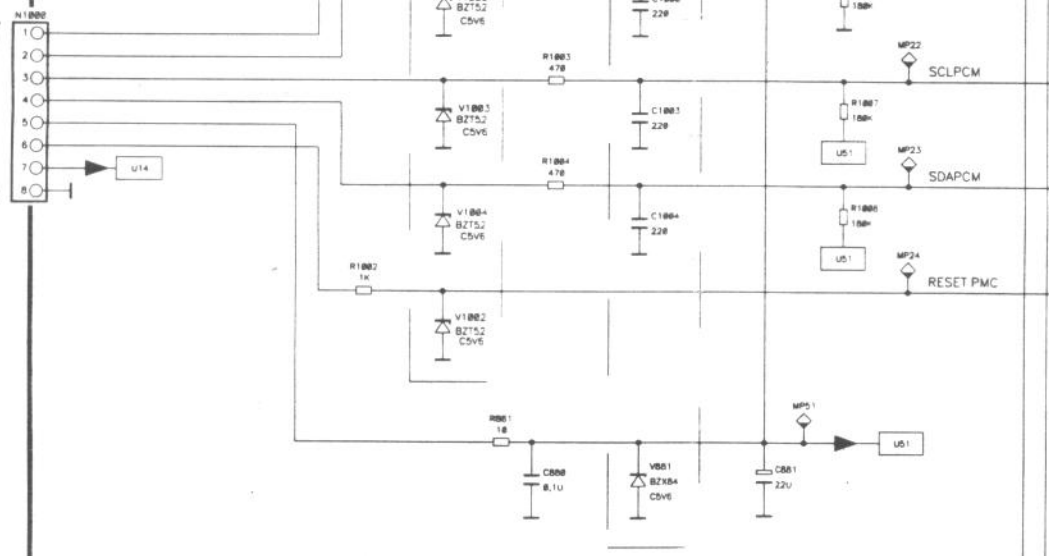 N1000
1
2
3
4
5
6
7
8
U14
BZT52
C5V6
220
180K
R1003
470
V1003
BZT52
C5V6
C1003
220
MP22
SCLPCM
R1007
180K
U51
R1004
470
V1004
BZT52
C5V6
C1004
220
MP23
SDAPCM
R1008
180K
U51
R1002
1K
V1002
BZT52
C5V6
MP24
RESET PMC
R881
10
C880
0,1U
V881
BZX84
C5V6
C881
22U
MP51
U51